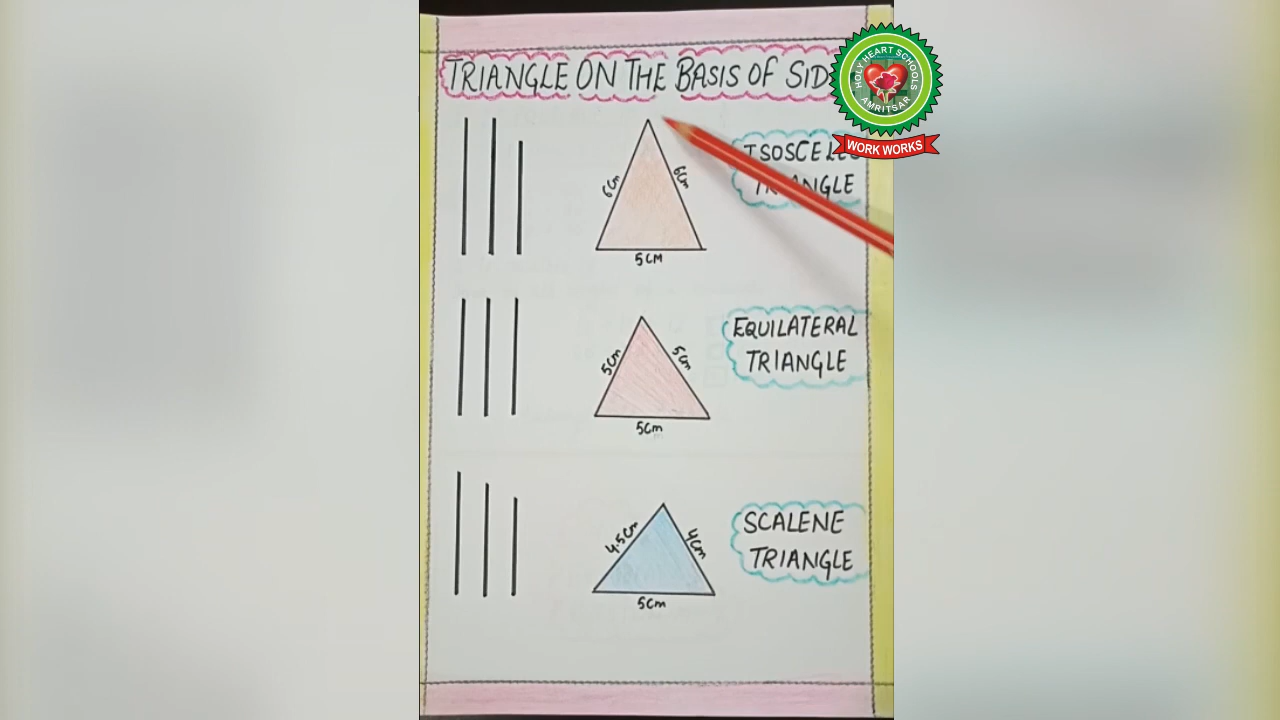 TRIANGLE ON THE BASIS OF
HOLY HEART SCHOOLS
AMRITSAR
WORK WORKS
TRIANGLE
6cm
6cm
5CM
EQUILATERAL
TRIANGLE
5cm
5cm
5cm
SCALENE
TRIANGLE
4.5cm
4cm
5cm